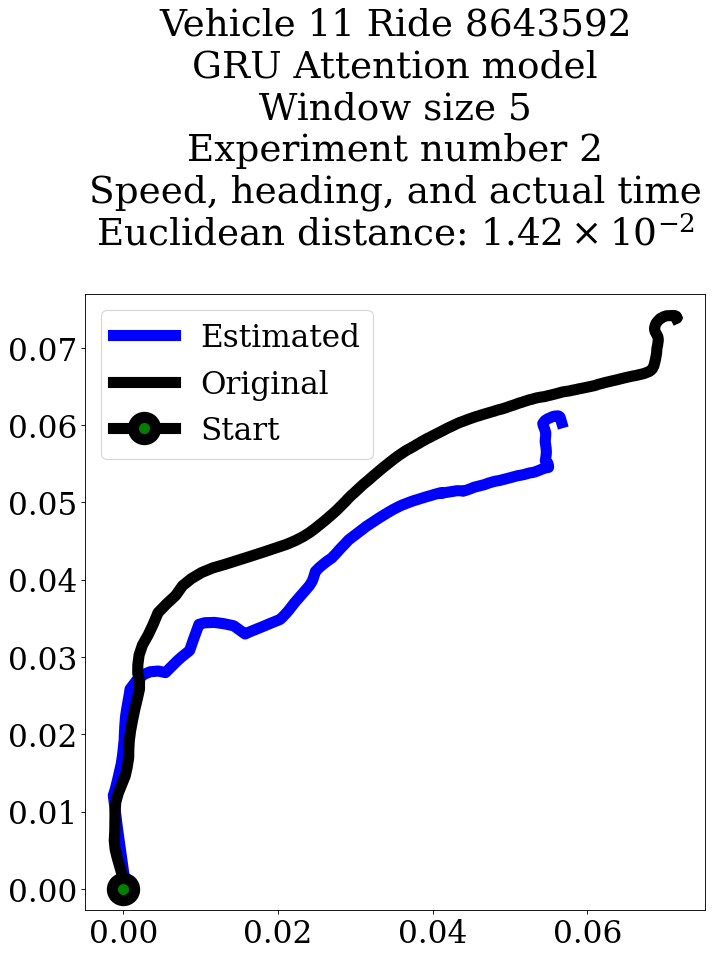 Vehicle 11 Ride 8643592
GRU Attention model
Window size 5
Experiment number 2
Speed, heading, and actual time
Euclidean distance: 1.42 × 10⁻²
Estimated
Original
Start
0.07
0.06
0.05
0.04
0.03
0.02
0.01
0.00
0.00 0.02 0.04 0.06